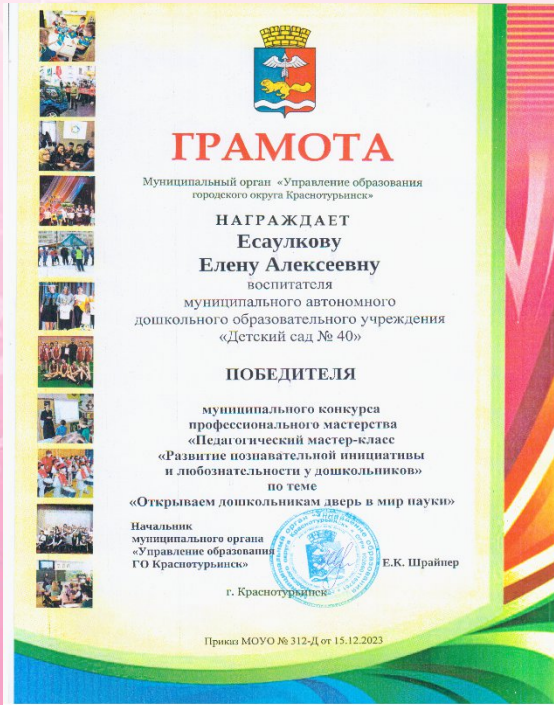 ГРАМОТА
Муниципальный орган «Управление образования
городского округа Краснотурьинск»
НАГРАЖДАЕТ
Есаулкову
Елену Алексеевну
воспитателя
муниципального автономного
дошкольного образовательного учреждения
«Детский сад № 40»
ПОБЕДИТЕЛЯ
муниципального конкурса
профессионального мастерства
«Педагогический мастер-класс
«Развитие познавательной инициативы
и любознательности у дошкольников»
по теме
«Открываем дошкольникам дверь в мир науки»
Начальник
муниципального органа
«Управление образования
ГО Краснотурьинск»
Е.К. Шрайнер
г. Краснотурьинск
Приказ МОУО № 312-Д от 15.12.2023